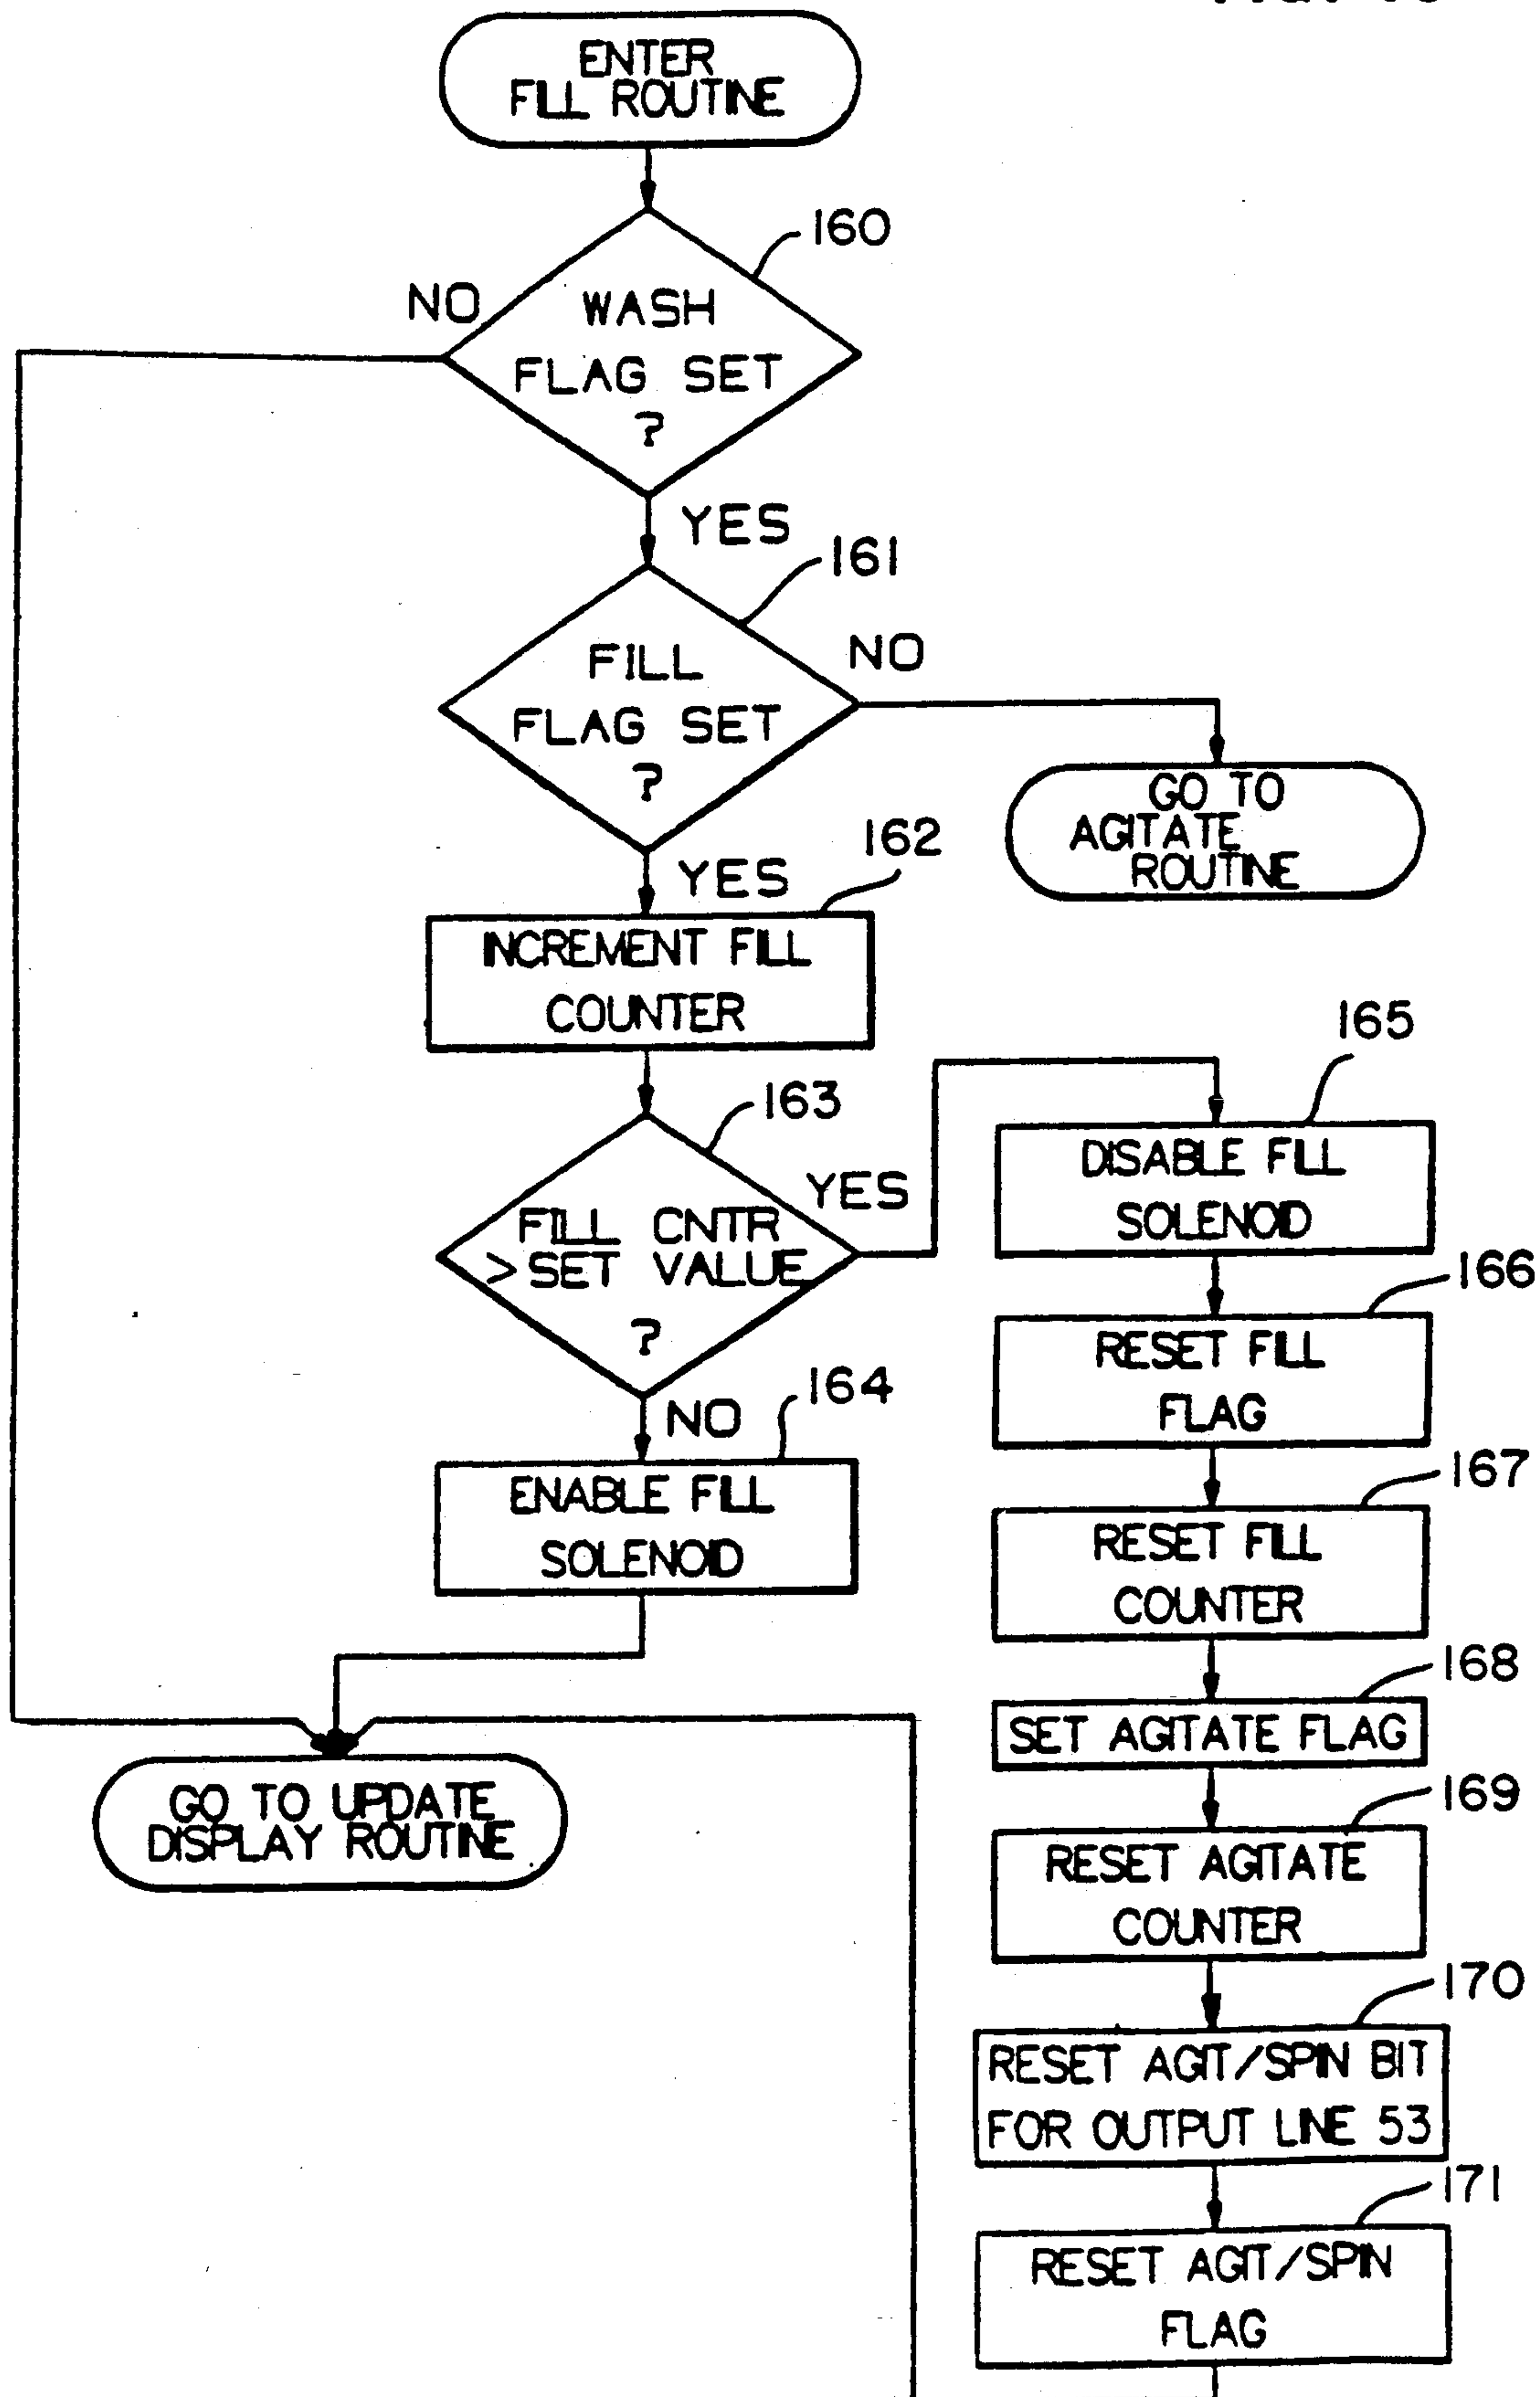 ENTER
FILL ROUTINE
160
NO
WASH
FLAG SET
?
YES
161
FILL
FLAG SET
?
NO
GO TO
AGITATE
ROUTINE
YES
162
INCREMENT FILL
COUNTER
163
FILL CNTR
> SET VALUE
?
YES
165
DISABLE FILL
SOLENOID
166
RESET FILL
FLAG
NO
164
ENABLE FILL
SOLENOID
167
RESET FILL
COUNTER
168
SET AGITATE FLAG
GO TO UPDATE
DISPLAY ROUTINE
169
RESET AGITATE
COUNTER
170
RESET AGIT/SPIN BIT
FOR OUTPUT LINE 53
171
RESET AGIT/SPIN
FLAG